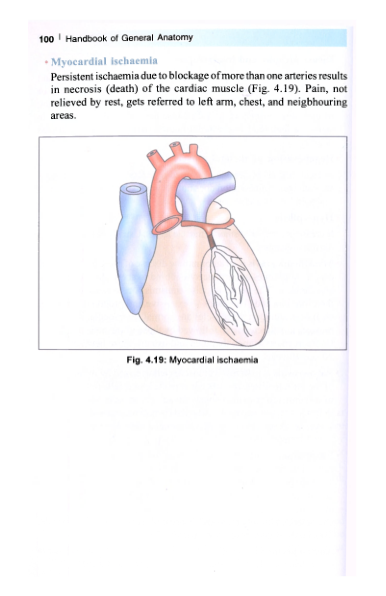 100 | Handbook of General Anatomy
• Myocardial ischaemia
Persistent ischaemia due to blockage of more than one arteries results
in necrosis (death) of the cardiac muscle (Fig. 4.19). Pain, not
relieved by rest, gets referred to left arm, chest, and neigbhouring
areas.
Fig. 4.19: Myocardial ischaemia